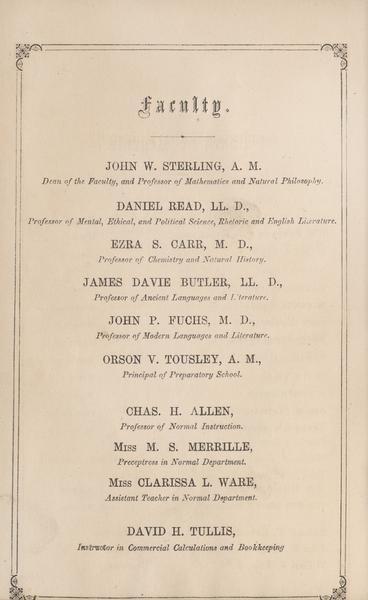 Faculty.
JOHN W. STERLING, A. M.
Dean of the Faculty, and Professor of Mathematics and Natural Philosophy.
DANIEL READ, LL. D.,
Professor of Mental, Ethical, and Political Science, Rhetoric and English Literature.
EZRA S. CARR, M. D.,
Professor of Chemistry and Natural History.
JAMES DAVIE BUTLER, LL. D.,
Professor of Ancient Languages and Literature.
JOHN P. FUCHS, M. D.,
Professor of Modern Languages and Literature.
ORSON V. TOUSLEY, A. M.,
Principal of Preparatory School.
CHAS. H. ALLEN,
Professor of Normal Instruction.
MISS M. S. MERRILLE,
Preceptress in Normal Department.
MISS CLARISSA L. WARE,
Assistant Teacher in Normal Department.
DAVID H. TULLIS,
Instructor in Commercial Calculations and Bookkeeping